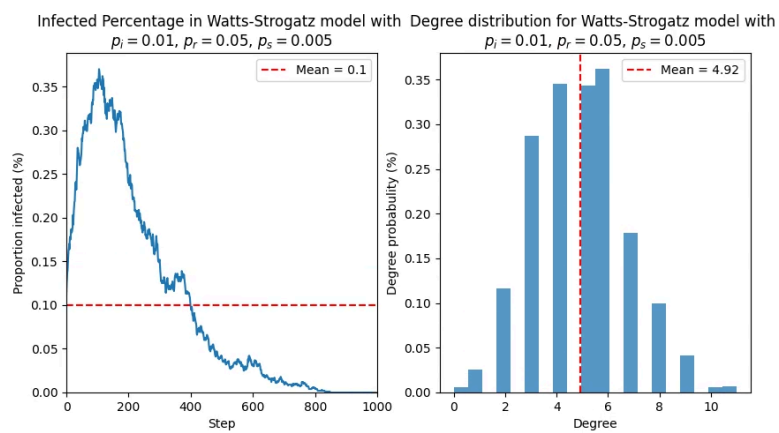 Infected Percentage in Watts-Strogatz model with
p_i = 0.01, p_r = 0.05, p_s = 0.005
Mean = 0.1
Proportion infected (%)
0.35
0.30
0.25
0.20
0.15
0.10
0.05
0.00
0 200 400 600 800 1000
Step
Degree distribution for Watts-Strogatz model with
p_i = 0.01, p_r = 0.05, p_s = 0.005
Mean = 4.92
Degree probabulity (%)
0.35
0.30
0.25
0.20
0.15
0.10
0.05
0.00
0 2 4 6 8 10
Degree